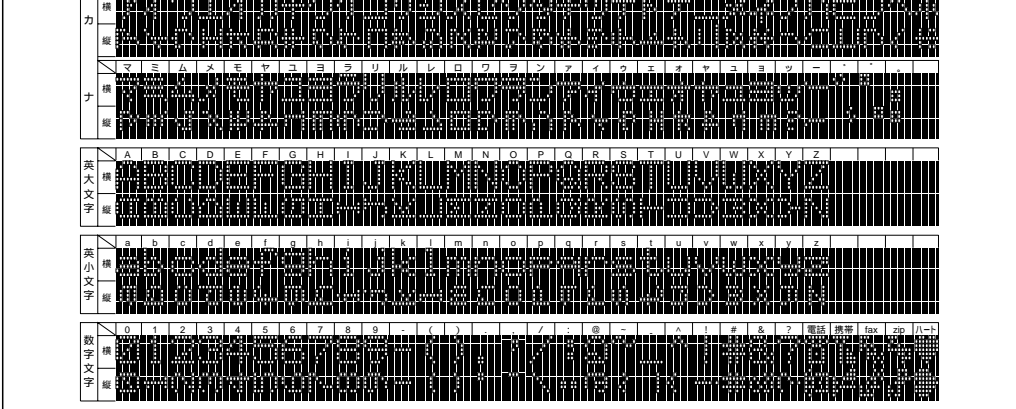 カ
横
縦
マ ミ ム メ モ ヤ ユ ヨ ラ リ ル レ ロ ワ ヲ ン ァ ィ ゥ ェ ォ ャ ュ ョ ッ ー ゛ ゜ 。
ナ
横
縦
A B C D E F G H I J K L M N O P Q R S T U V W X Y Z
英大文字
横
縦
a b c d e f g h i j k l m n o p q r s t u v w x y z
英小文字
横
縦
0 1 2 3 4 5 6 7 8 9 - ( ) . / : @ ~ _ ^ ! # & ? 電話 携帯 fax zip ハート
数字文字
横
縦